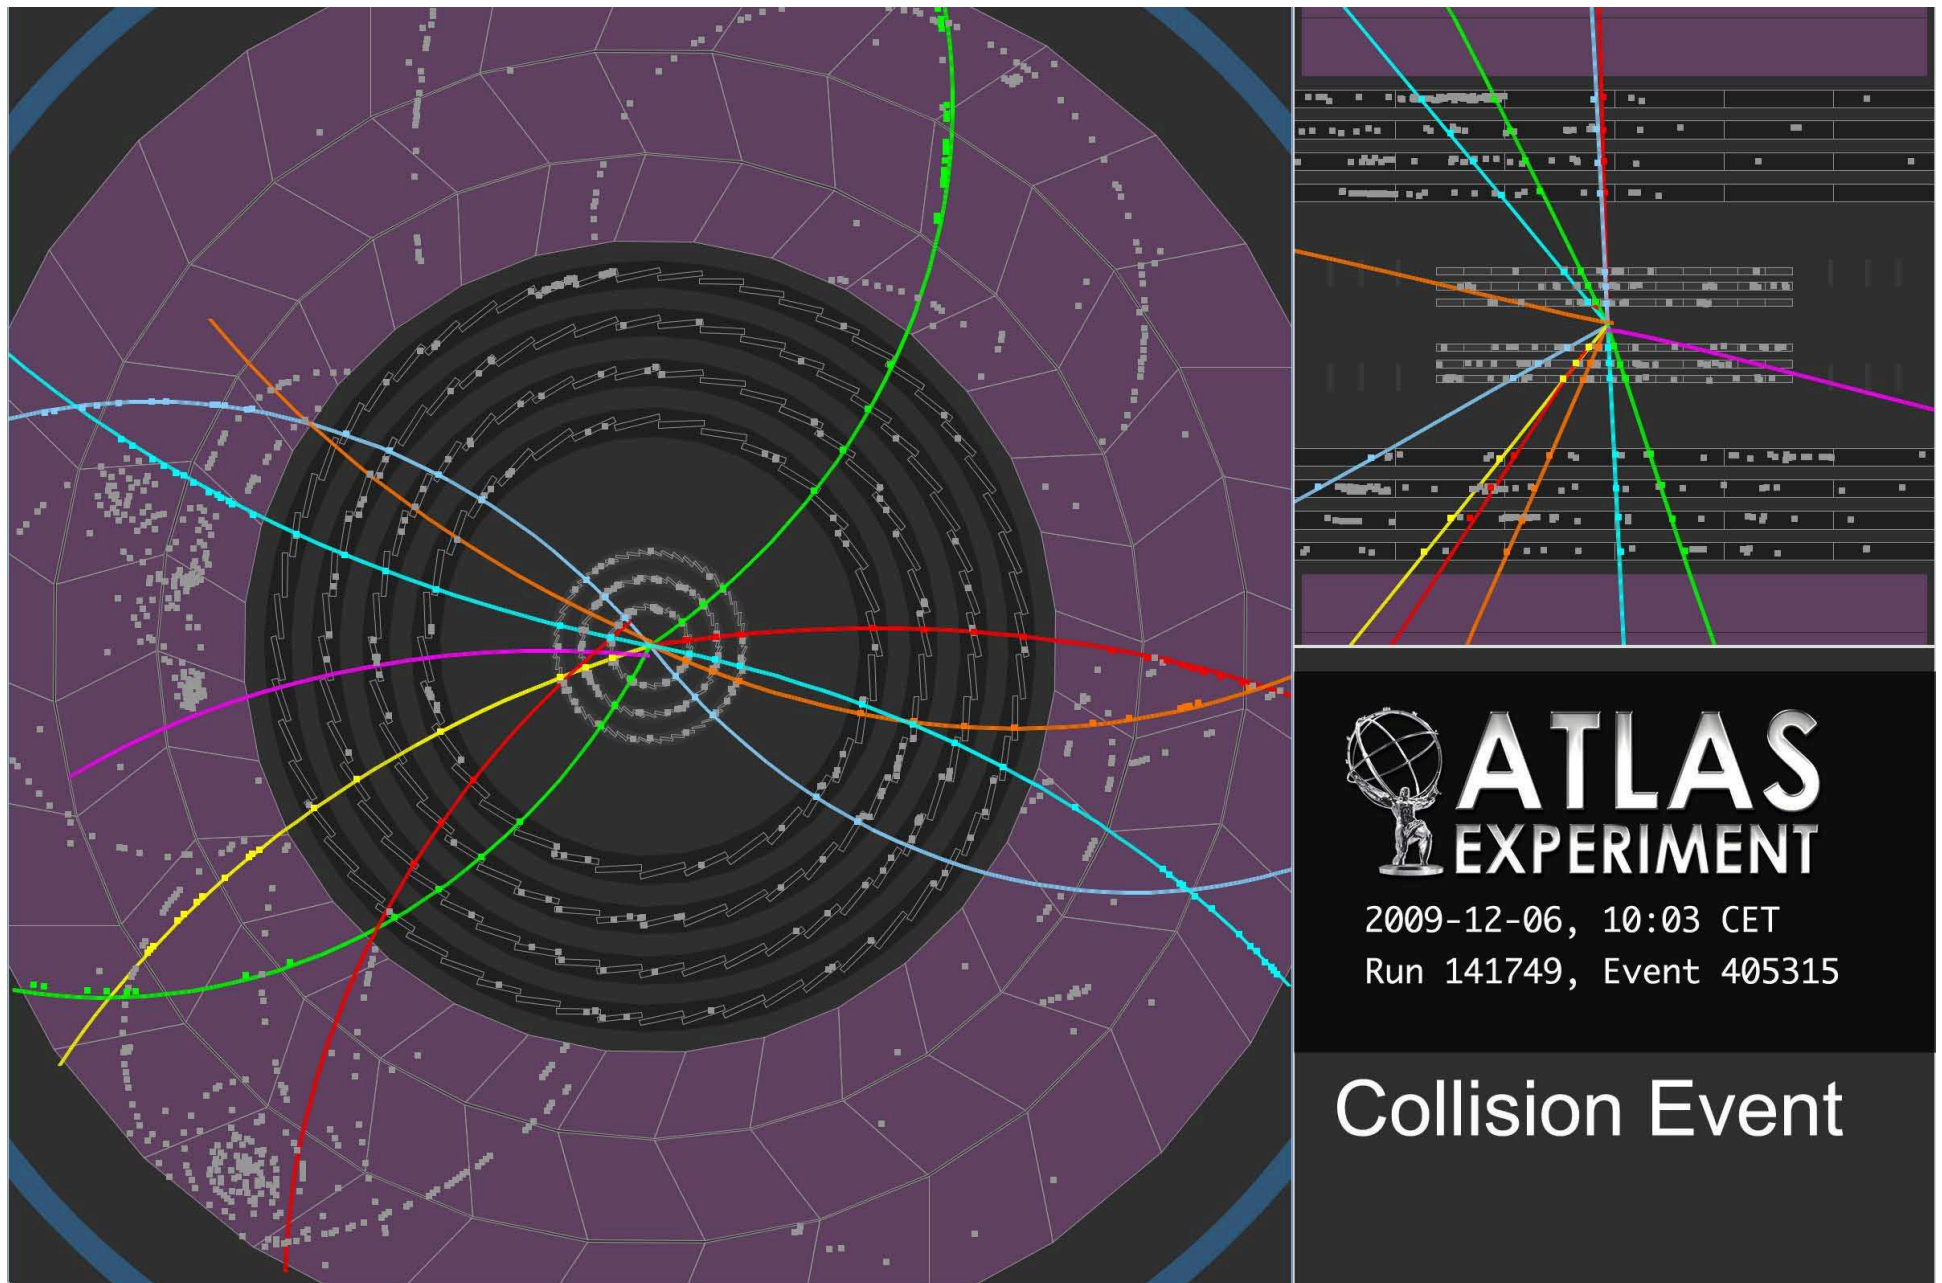 ATLAS
EXPERIMENT
2009-12-06, 10:03 CET
Run 141749, Event 405315
Collision Event